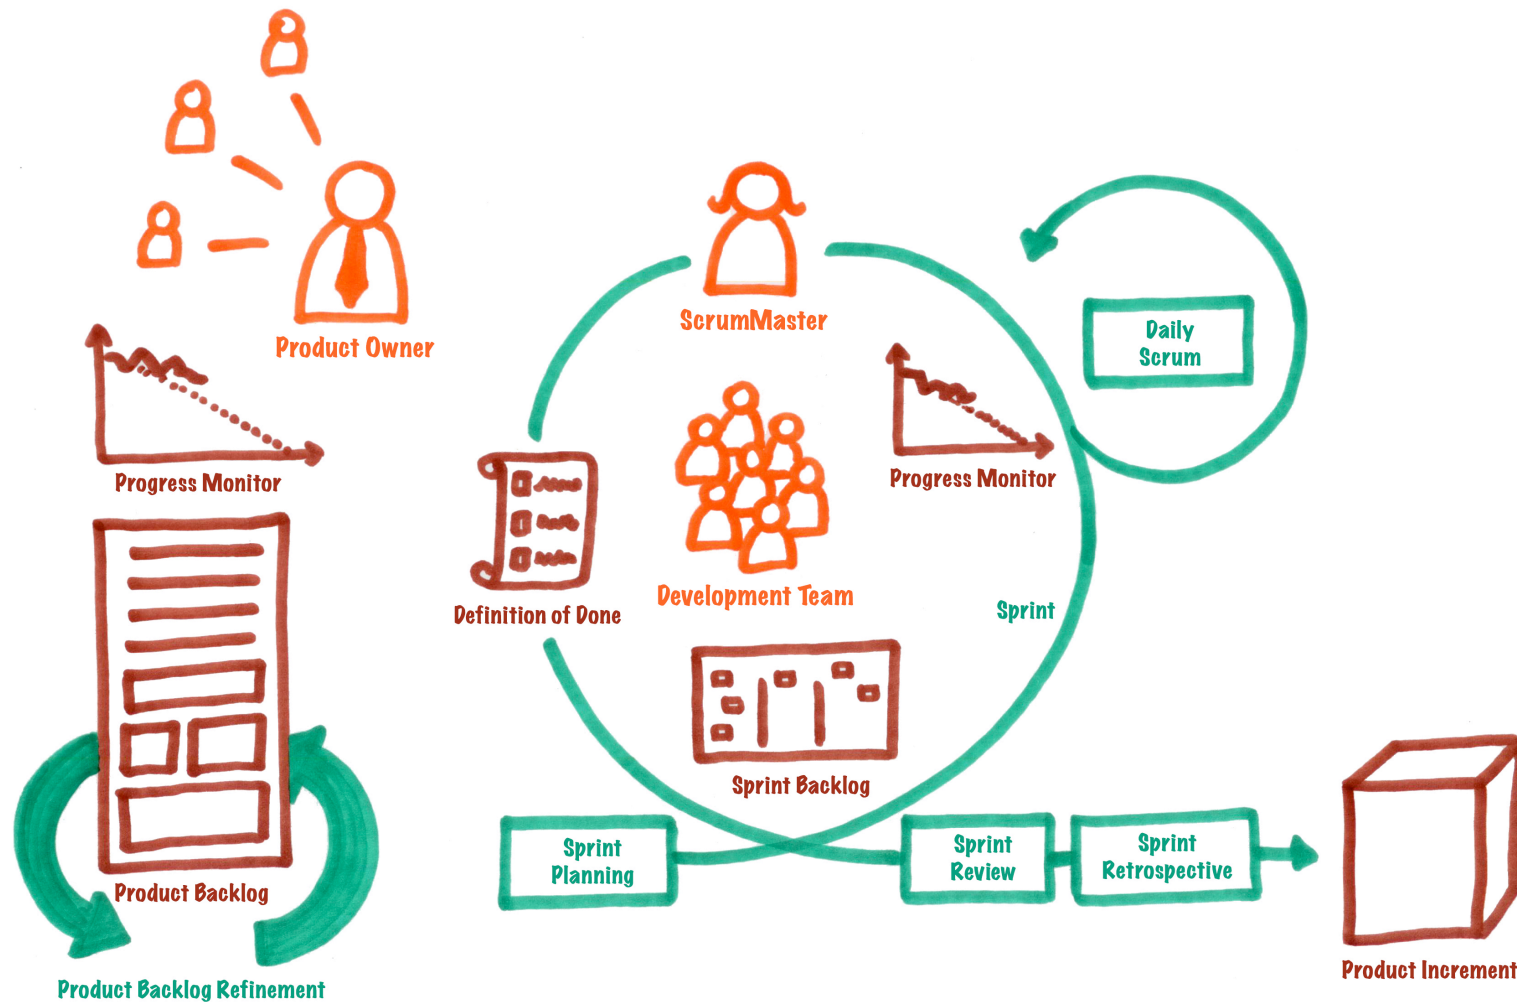 Product Owner
ScrumMaster
Daily
Scrum
Progress Monitor
Progress Monitor
Development Team
Definition of Done
Sprint
Sprint Backlog
Sprint
Planning
Sprint
Review
Sprint
Retrospective
Product Backlog
Product Increment
Product Backlog Refinement